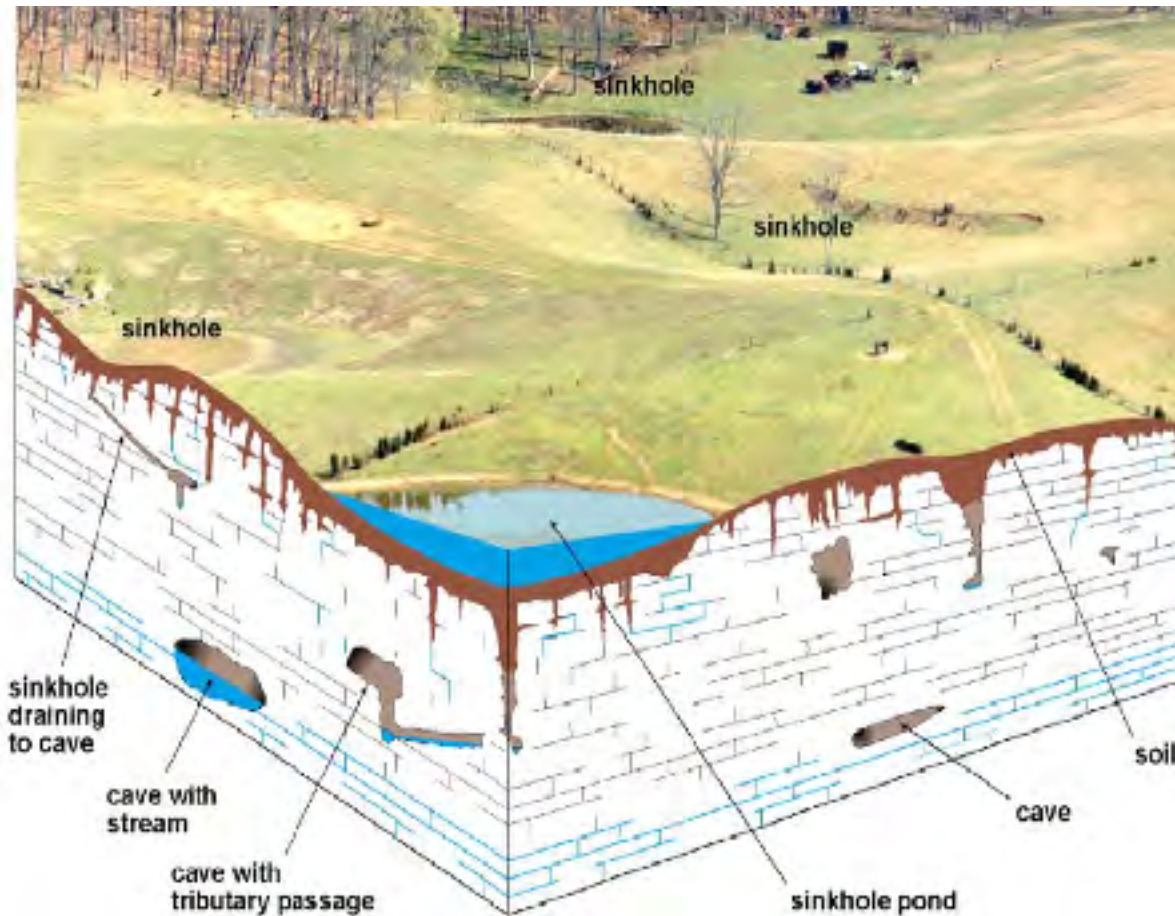 sinkhole
sinkhole
sinkhole
sinkhole
draining
to cave
cave with
stream
cave with
tributary passage
sinkhole pond
cave
soil